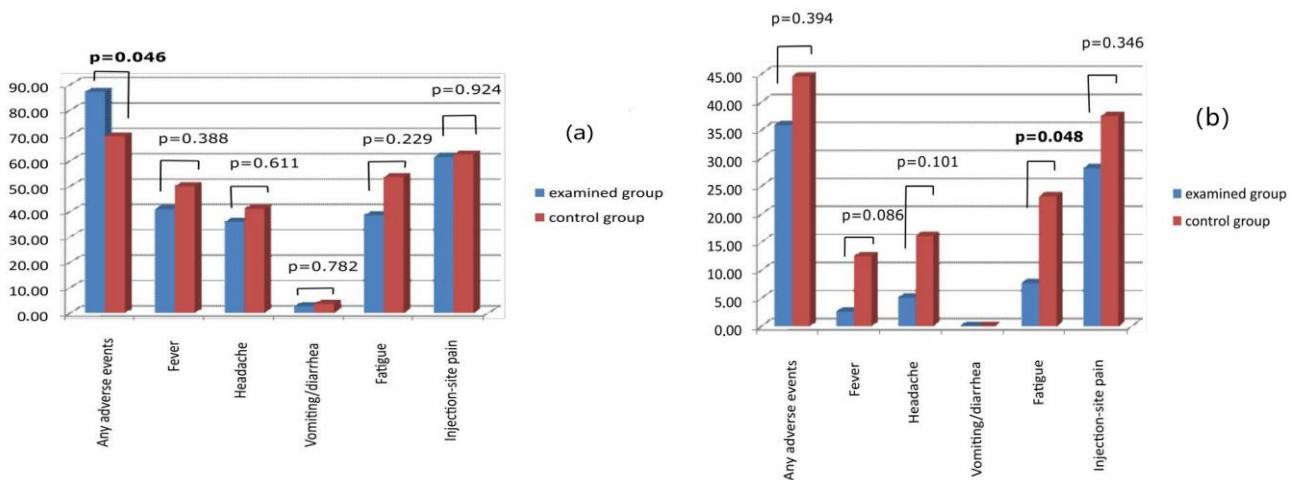 p=0.046
p=0.388
p=0.611
p=0.782
p=0.229
p=0.924
90.00
80.00
70.00
60.00
50.00
40.00
30.00
20.00
10.00
0.00
Any adverse events
Fever
Headache
Vomiting/diarrhea
Fatigue
Injection-site pain
(a)
examined group
control group
p=0.394
p=0.086
p=0.101
p=0.048
p=0.346
45.00
40.00
35.00
30.00
25.00
20.00
15.00
10.00
5.00
0.00
Any adverse events
Fever
Headache
Vomiting/diarrhea
Fatigue
Injection-site pain
(b)
examined group
control group